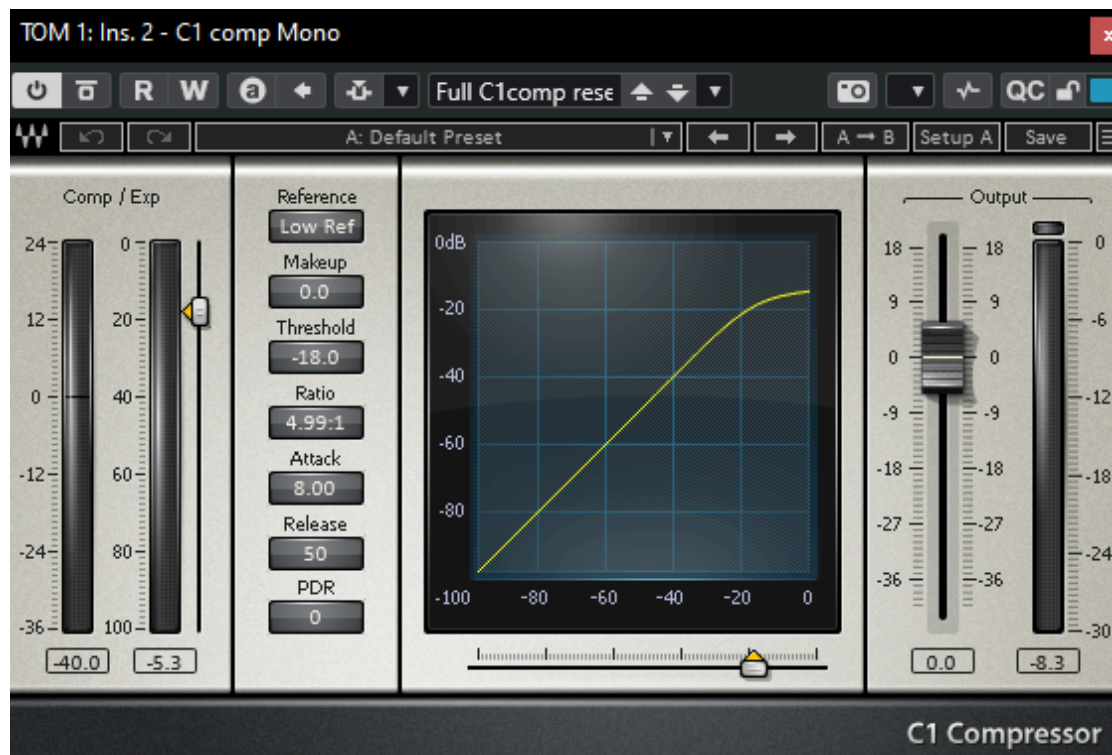 TOM 1: Ins. 2 - C1 comp Mono
R W a Full C1comp rese QC
A: Default Preset A → B Setup A Save
Comp / Exp
24 0
12 20
0 40
-12 60
-24 80
-36 100
-40.0 -5.3
Reference
Low Ref
Makeup
0.0
Threshold
-18.0
Ratio
4.99:1
Attack
8.00
Release
50
PDR
0
0dB
-20
-40
-60
-80
-100 -80 -60 -40 -20 0
Output
18 18 0
9 9 -6
0 0 -12
-9 -9
-18 -18 -18
-27 -27 -24
-36 -36 -30
0.0 -8.3
C1 Compressor